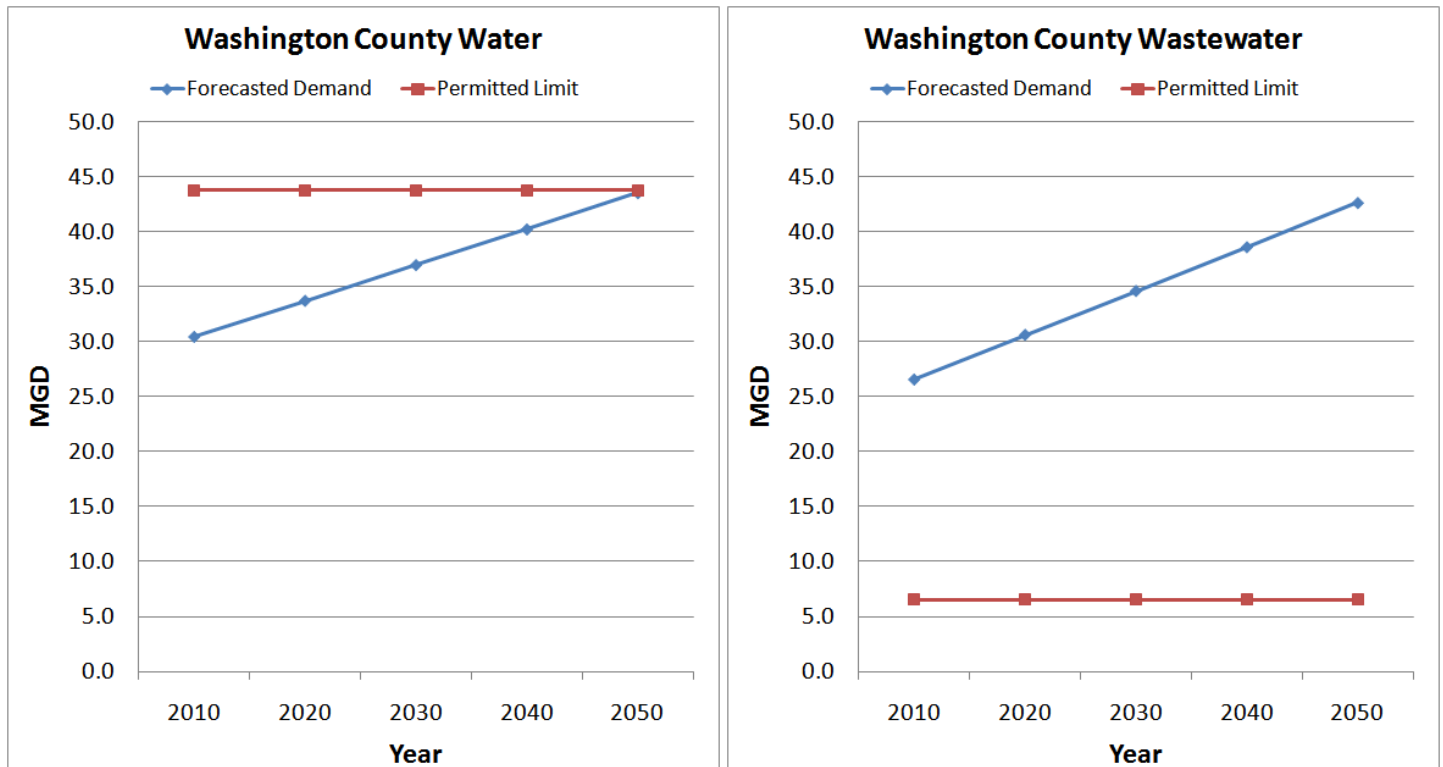 Washington County Water
Forecasted Demand Permitted Limit
50.0
45.0
40.0
35.0
30.0
25.0
20.0
15.0
10.0
5.0
0.0
MGD
2010 2020 2030 2040 2050
Year
Washington County Wastewater
Forecasted Demand Permitted Limit
50.0
45.0
40.0
35.0
30.0
25.0
20.0
15.0
10.0
5.0
0.0
MGD
2010 2020 2030 2040 2050
Year